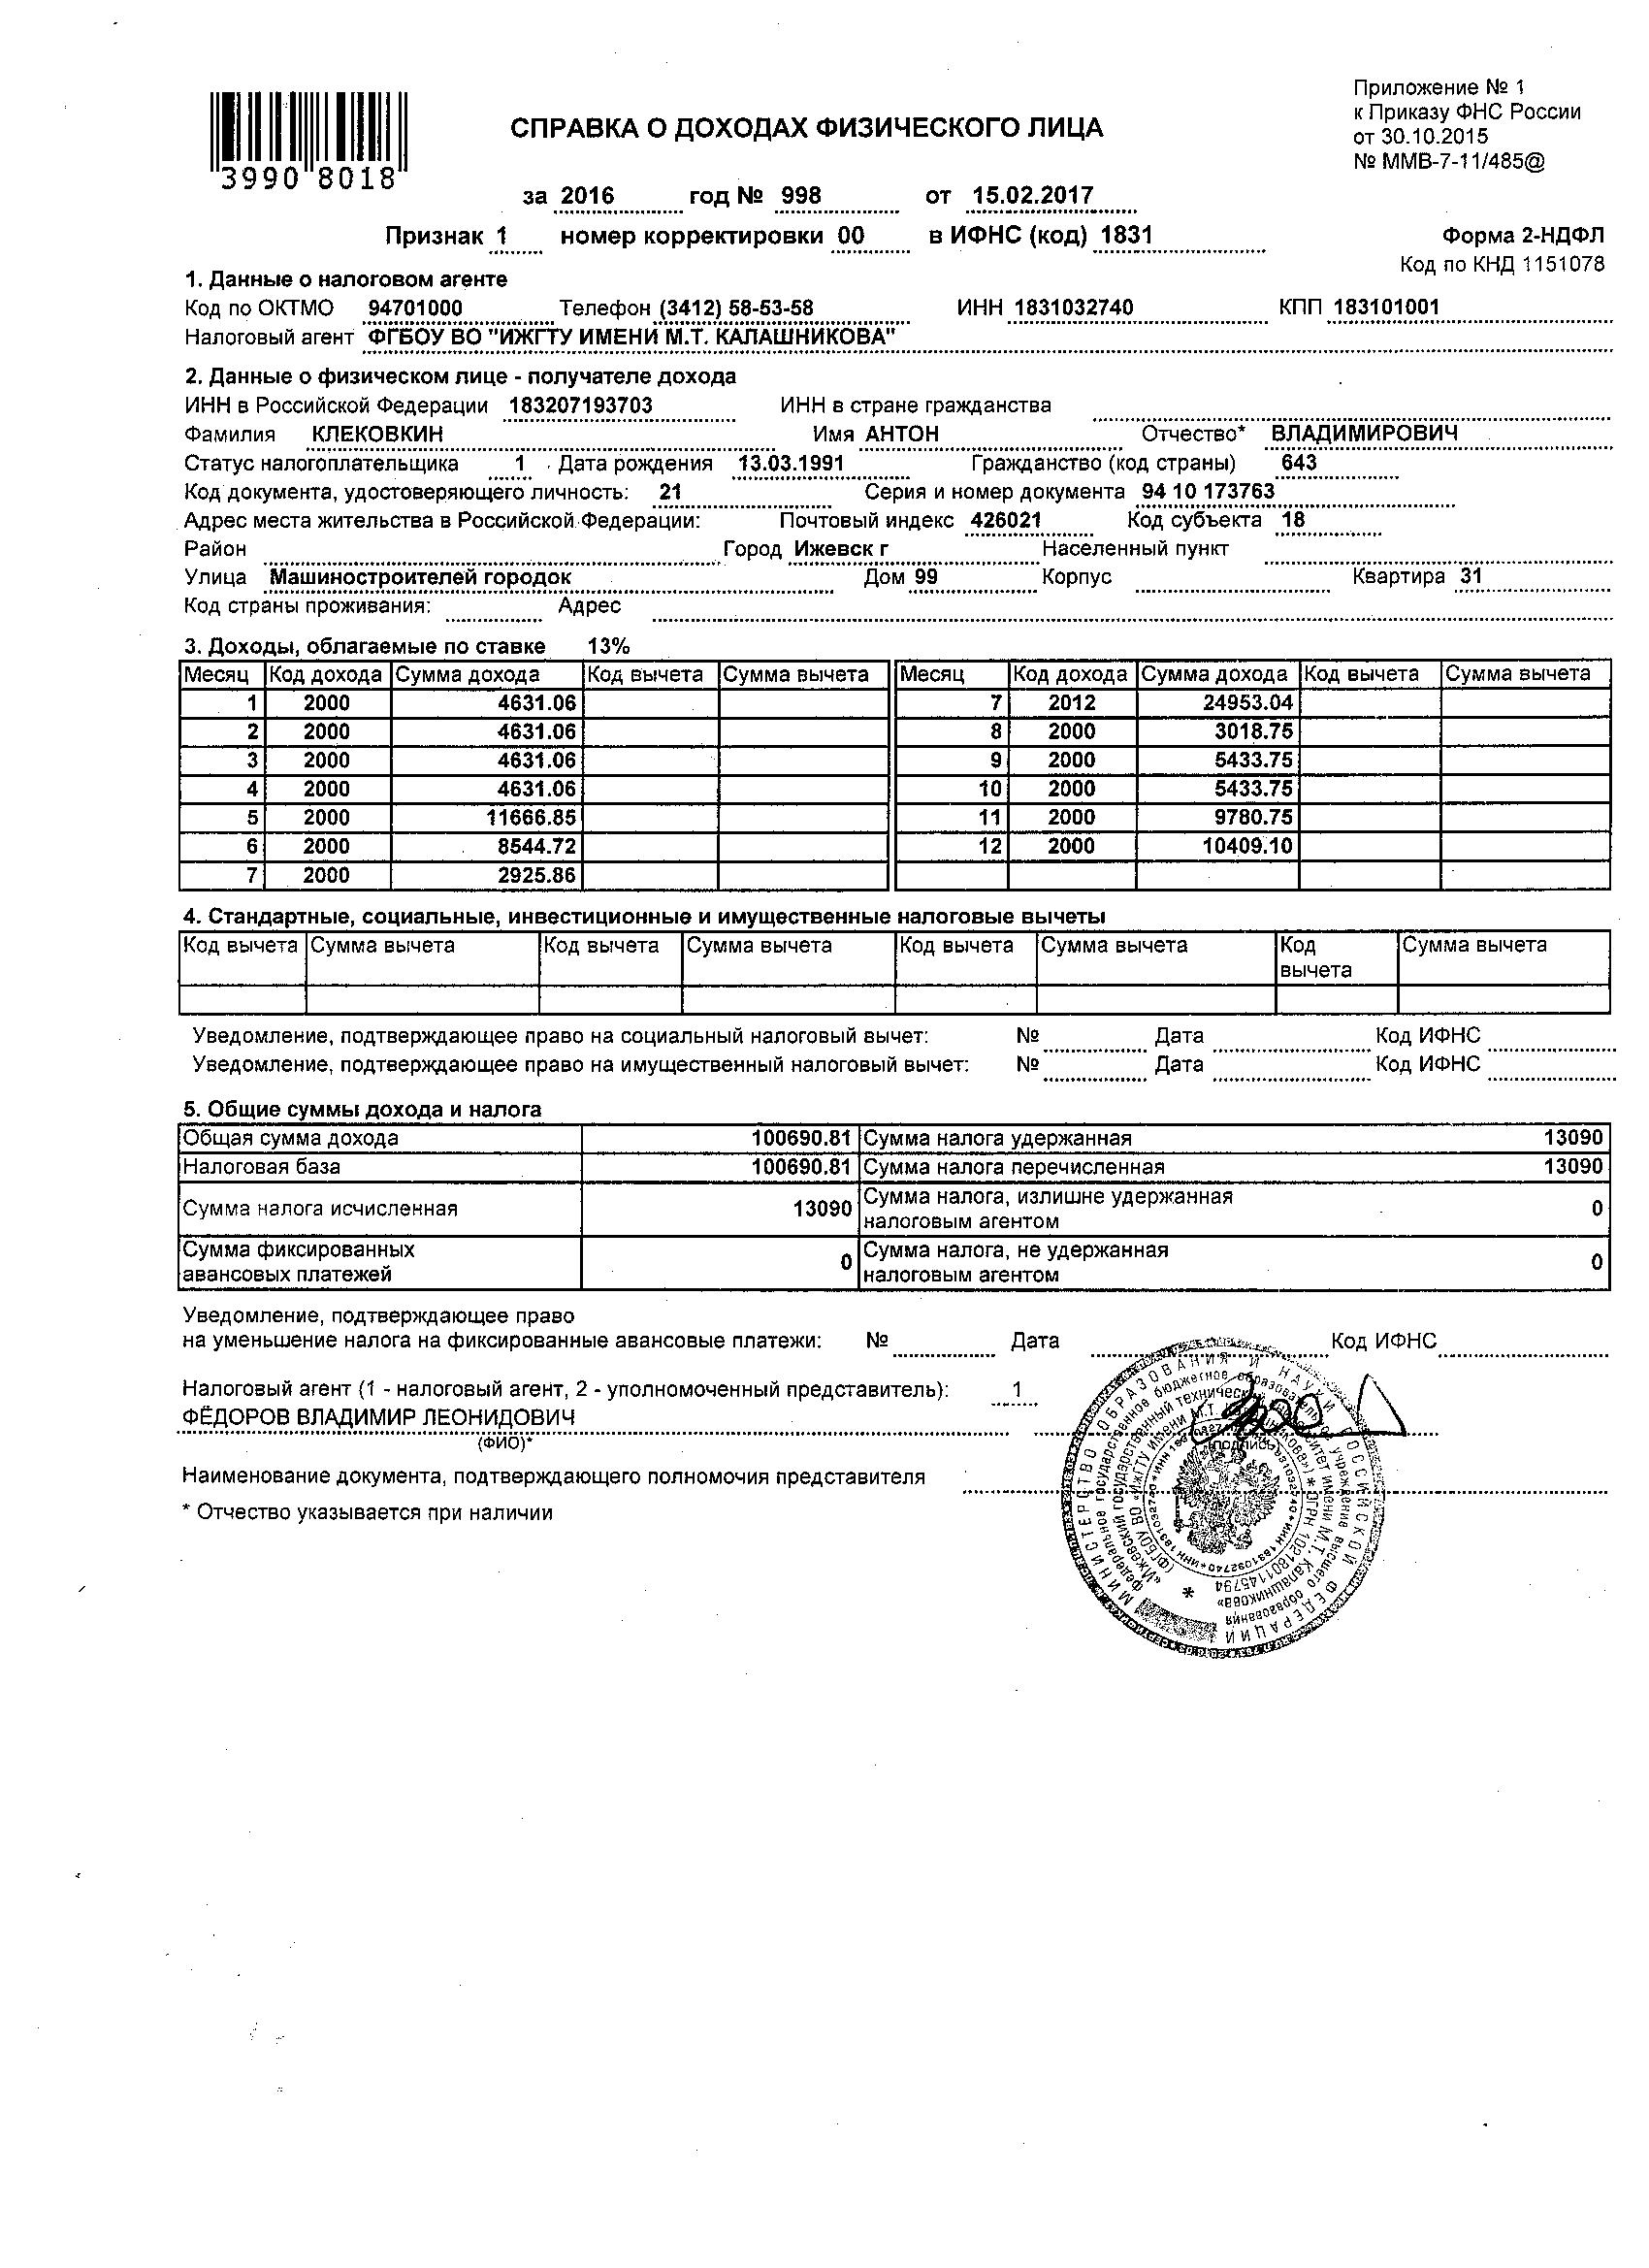 Приложение № 1
к Приказу ФНС России
от 30.10.2015
№ ММВ-7-11/485@
3990 8018
СПРАВКА О ДОХОДАХ ФИЗИЧЕСКОГО ЛИЦА
за 2016 год № 998 от 15.02.2017
Признак 1 номер корректировки 00 в ИФНС (код) 1831
Форма 2-НДФЛ
Код по КНД 1151078
1. Данные о налоговом агенте
Код по ОКТМО 94701000 Телефон (3412) 58-53-58 ИНН 1831032740 КПП 183101001
Налоговый агент ФГБОУ ВО "ИЖГТУ ИМЕНИ М.Т. КАЛАШНИКОВА"
2. Данные о физическом лице - получателе дохода
ИНН в Российской Федерации 183207193703 ИНН в стране гражданства
Фамилия КЛЕКОВКИН Имя АНТОН Отчество* ВЛАДИМИРОВИЧ
Статус налогоплательщика 1 Дата рождения 13.03.1991 Гражданство (код страны) 643
Код документа, удостоверяющего личность: 21 Серия и номер документа 94 10 173763
Адрес места жительства в Российской Федерации: Почтовый индекс 426021 Код субъекта 18
Район Город Ижевск г Населенный пункт
Улица Машиностроителей городок Дом 99 Корпус Квартира 31
Код страны проживания: Адрес
3. Доходы, облагаемые по ставке 13%
Месяц Код дохода Сумма дохода Код вычета Сумма вычета Месяц Код дохода Сумма дохода Код вычета Сумма вычета
1 2000 4631.06 7 2012 24953.04
2 2000 4631.06 8 2000 3018.75
3 2000 4631.06 9 2000 5433.75
4 2000 4631.06 10 2000 5433.75
5 2000 11666.85 11 2000 9780.75
6 2000 8544.72 12 2000 10409.10
7 2000 2925.86
4. Стандартные, социальные, инвестиционные и имущественные налоговые вычеты
Код вычета Сумма вычета Код вычета Сумма вычета Код вычета Сумма вычета Код вычета Сумма вычета
Уведомление, подтверждающее право на социальный налоговый вычет: № Дата Код ИФНС
Уведомление, подтверждающее право на имущественный налоговый вычет: № Дата Код ИФНС
5. Общие суммы дохода и налога
Общая сумма дохода 100690.81 Сумма налога удержанная 13090
Налоговая база 100690.81 Сумма налога перечисленная 13090
Сумма налога исчисленная 13090 Сумма налога, излишне удержанная налоговым агентом 0
Сумма фиксированных авансовых платежей 0 Сумма налога, не удержанная налоговым агентом 0
Уведомление, подтверждающее право
на уменьшение налога на фиксированные авансовые платежи: № Дата Код ИФНС
Налоговый агент (1 - налоговый агент, 2 - уполномоченный представитель): 1
ФЁДОРОВ ВЛАДИМИР ЛЕОНИДОВИЧ
(ФИО)*
(подпись)
Наименование документа, подтверждающего полномочия представителя
* Отчество указывается при наличии
МИНИСТЕРСТВО ОБРАЗОВАНИЯ И НАУКИ РОССИЙСКОЙ ФЕДЕРАЦИИ
федеральное государственное бюджетное образовательное учреждение высшего образования
«Ижевский государственный технический университет имени М.Т. Калашникова»
(ФГБОУ ВО «ИжГТУ имени М.Т. Калашникова») * ОГРН 1021801145794 *